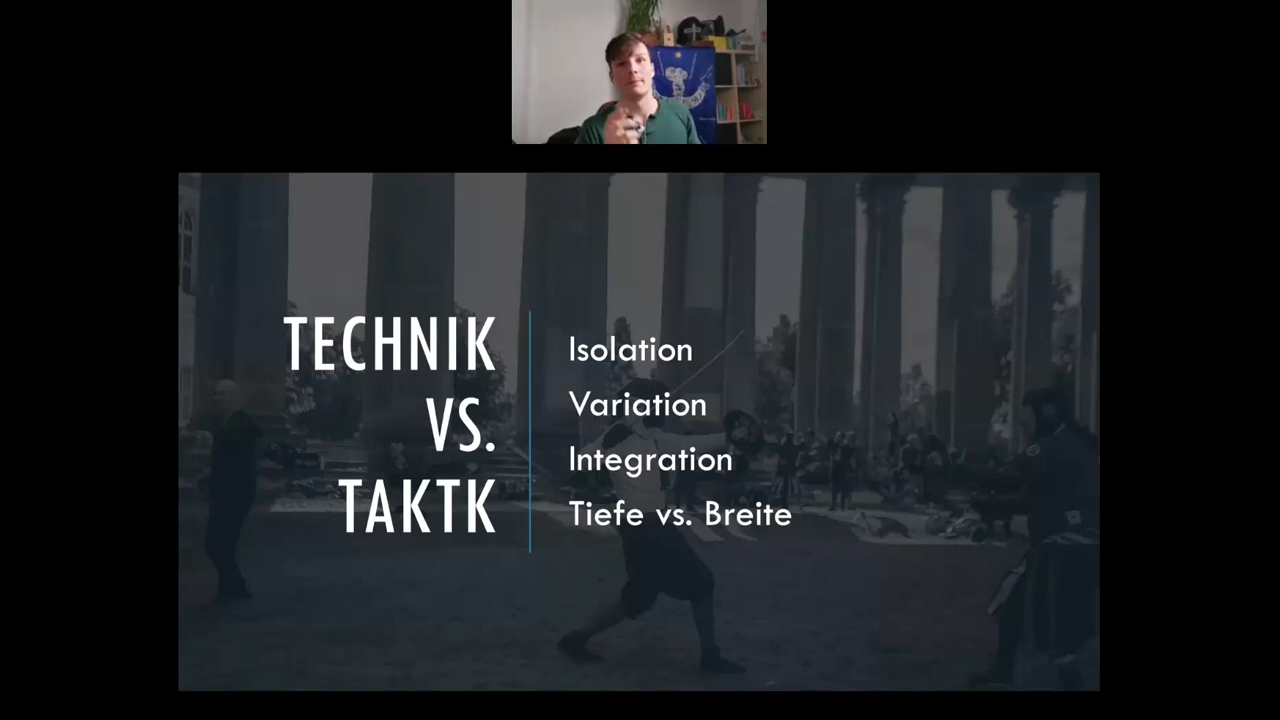 TECHNIK
VS.
TAKTK
Isolation
Variation
Integration
Tiefe vs. Breite